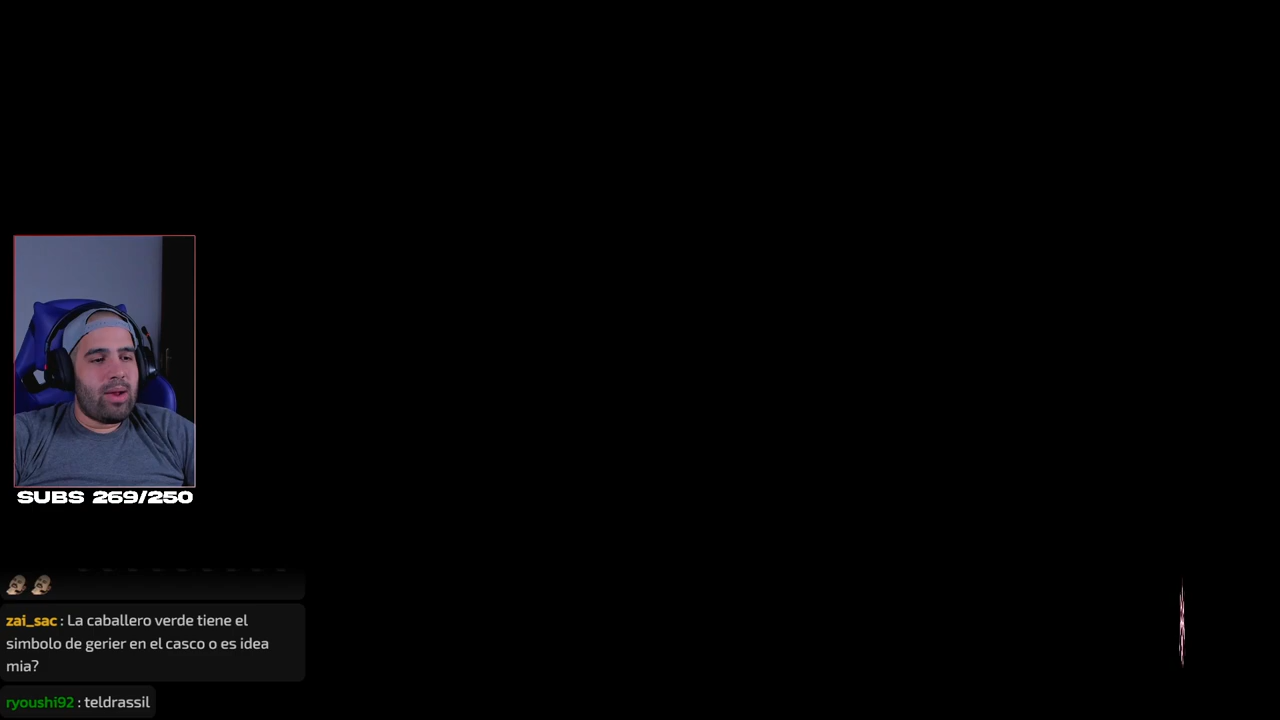 SUBS 269/250
zai_sac : La caballero verde tiene el
simbolo de gerier en el casco o es idea
mia?
ryoushi92 : teldrassil